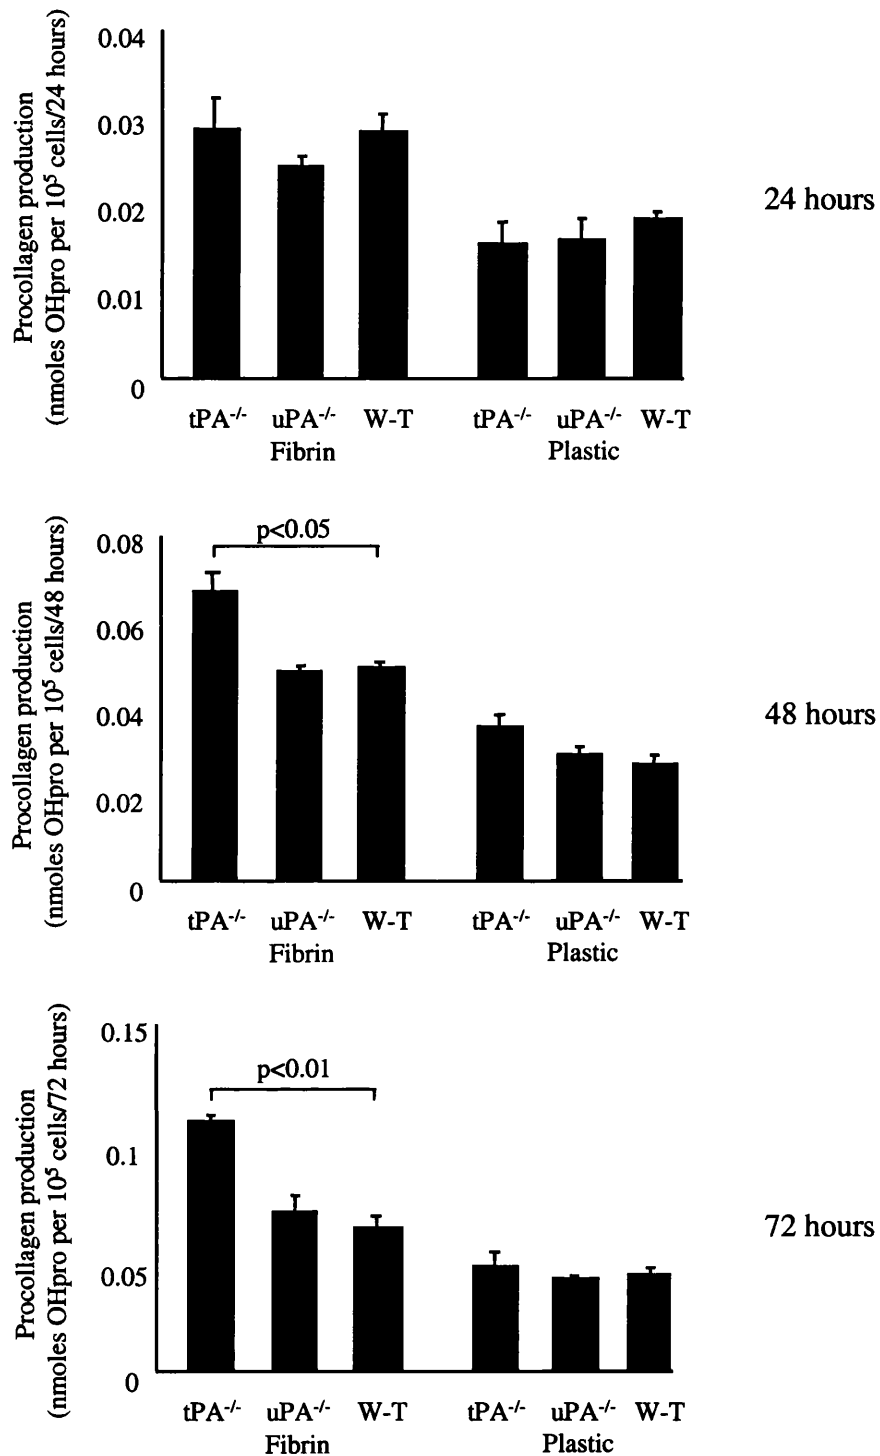 Procollagen production
(nmoles OHpro per 10⁵ cells/24 hours)
0.04
0.03
0.02
0.01
0
tPA⁻/⁻ uPA⁻/⁻ W-T tPA⁻/⁻ uPA⁻/⁻ W-T
Fibrin Plastic
24 hours
Procollagen production
(nmoles OHpro per 10⁵ cells/48 hours)
0.08
0.06
0.04
0.02
0
p<0.05
tPA⁻/⁻ uPA⁻/⁻ W-T tPA⁻/⁻ uPA⁻/⁻ W-T
Fibrin Plastic
48 hours
Procollagen production
(nmoles OHpro per 10⁵ cells/72 hours)
0.15
0.1
0.05
0
p<0.01
tPA⁻/⁻ uPA⁻/⁻ W-T tPA⁻/⁻ uPA⁻/⁻ W-T
Fibrin Plastic
72 hours